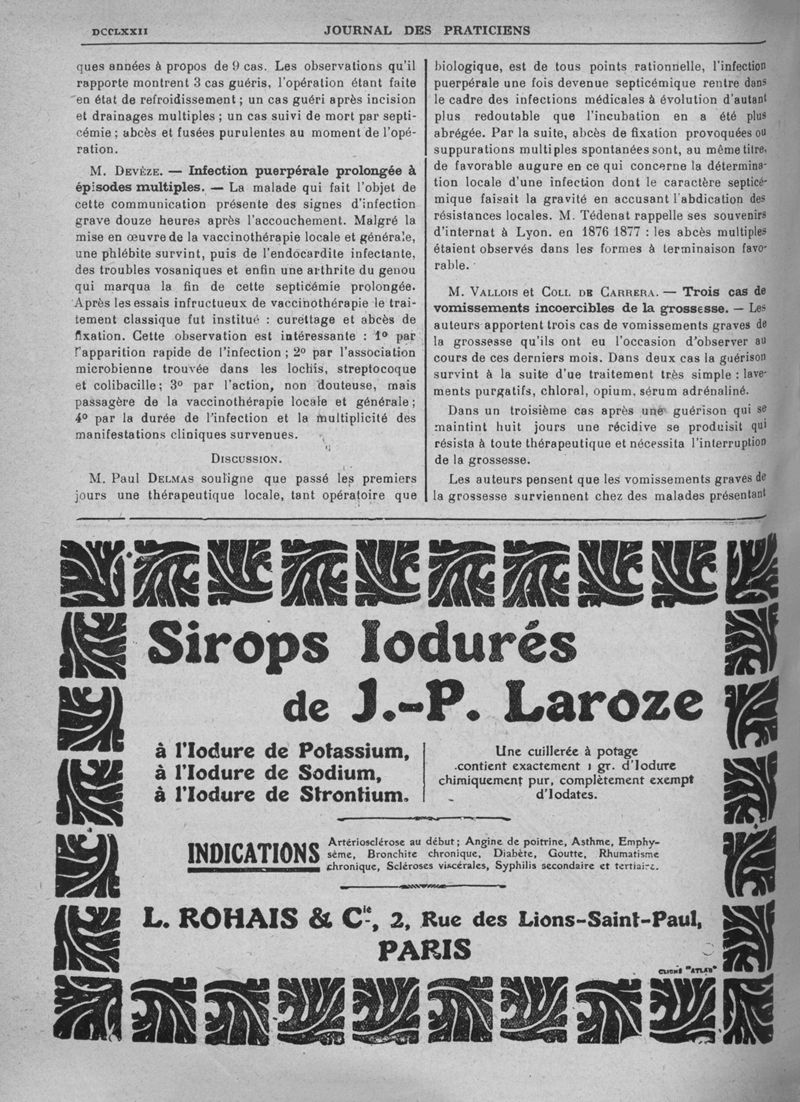 DCCLXXII
JOURNAL DES PRATICIENS
ques années à propos de 9 cas. Les observations qu'il
rapporte montrent 3 cas guéris, l'opération étant faite
en état de refroidissement ; un cas guéri après incision
et drainages multiples ; un cas suivi de mort par septi-
cémie ; abcès et fusées purulentes au moment de l'opé-
ration.
M. DEVÈZE. — Infection puerpérale prolongée à
épisodes multiples. — La malade qui fait l'objet de
cette communication présente des signes d'infection
grave douze heures après l'accouchement. Malgré la
mise en œuvre de la vaccinothérapie locale et générale,
une phlébite survint, puis de l'endocardite infectante,
des troubles vosaniques et enfin une arthrite du genou
qui marqua la fin de cette septicémie prolongée.
Après les essais infructueux de vaccinothérapie le trai-
tement classique fut institué : curettage et abcès de
fixation. Cette observation est intéressante : 1º par
l'apparition rapide de l'infection ; 2º par l'association
microbienne trouvée dans les lochis, streptocoque
et colibacille ; 3º par l'action, non douteuse, mais
passagère de la vaccinothérapie locale et générale ;
4º par la durée de l'infection et la multiplicité des
manifestations cliniques survenues.
DISCUSSION.
M. Paul DELMAS souligne que passé les premiers
jours une thérapeutique locale, tant opératoire que
biologique, est de tous points rationnelle, l'infection
puerpérale une fois devenue septicémique rentre dans
le cadre des infections médicales à évolution d'autant
plus redoutable que l'incubation en a été plus
abrégée. Par la suite, abcès de fixation provoquées ou
suppurations multiples spontanées sont, au même titre,
de favorable augure en ce qui concerne la détermina-
tion locale d'une infection dont le caractère septicé-
mique faisait la gravité en accusant l'abdication des
résistances locales. M. Tédenat rappelle ses souvenirs
d'internat à Lyon. en 1876 1877 : les abcès multiples
étaient observés dans les formes à terminaison favo-
rable.
M. VALLOIS et COLL DE CARRERA. — Trois cas de
vomissements incoercibles de la grossesse. — Les
auteurs apportent trois cas de vomissements graves de
la grossesse qu'ils ont eu l'occasion d'observer au
cours de ces derniers mois. Dans deux cas la guérison
survint à la suite d'ue traitement très simple : lave-
ments purgatifs, chloral, opium, sérum adrénaliné.
Dans un troisième cas après une guérison qui se
maintint huit jours une récidive se produisit qui
résista à toute thérapeutique et nécessita l'interruption
de la grossesse.
Les auteurs pensent que les vomissements graves de
la grossesse surviennent chez des malades présentant
Sirops Iodurés
de J.-P. Laroze
à l'Iodure de Potassium,
à l'Iodure de Sodium,
à l'Iodure de Strontium.
Une cuillerée à potage
contient exactement 1 gr. d'Iodure
chimiquement pur, complètement exempt
d'Iodates.
INDICATIONS
Artériosclérose au début ; Angine de poitrine, Asthme, Emphy-
sème, Bronchite chronique, Diabète, Goutte, Rhumatisme
chronique, Scléroses viscérales, Syphilis secondaire et tertiaire.
L. ROHAIS & Cie, 2, Rue des Lions-Saint-Paul,
PARIS
CLICHÉ "ATLAS"